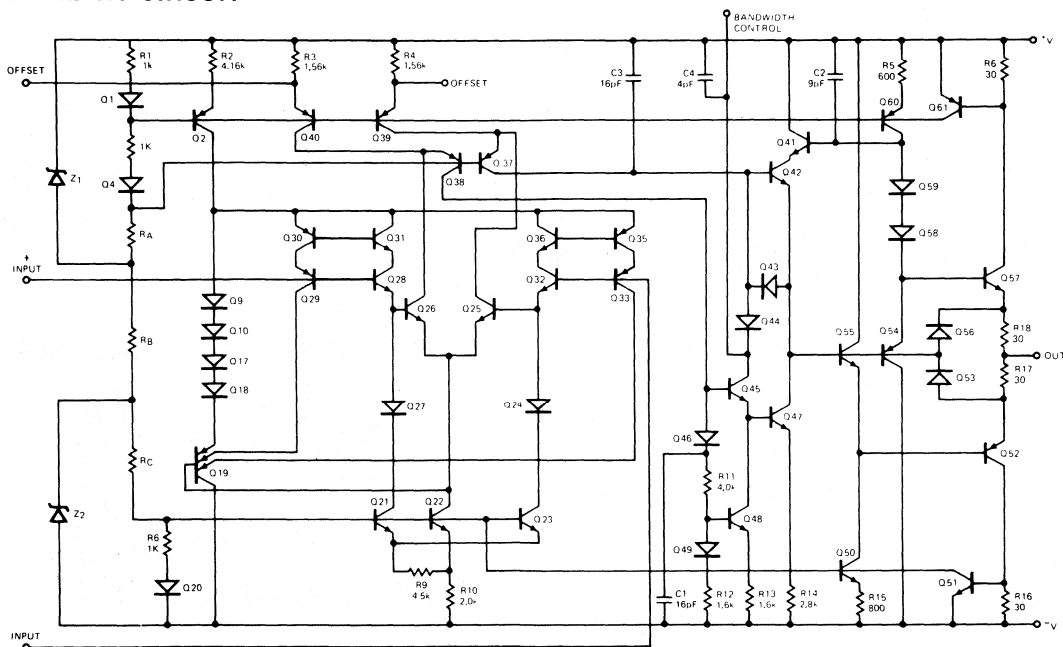 BANDWIDTH
CONTROL
+V
R1
1k
R2
4.16k
R3
1.56k
R4
1.56k
C3
16pF
C4
4pF
C2
9pF
R5
600
R6
30
OFFSET
OFFSET
Q1
Q2
Q40
Q39
Q60
Q61
1K
Q41
Q37
Q38
Q42
Z1
Q4
Q59
RA
Q58
Q30
Q31
Q36
Q35
+
INPUT
Q28
Q29
Q32
Q33
Q43
Q57
Q9
Q26
Q25
Q44
Q55
Q54
Q56
R18
30
OUT
R17
30
Q53
RB
Q10
Q17
Q18
Q27
Q24
Q45
Q47
Q46
Q52
RC
Q19
R11
4.0k
Z2
Q21
Q22
Q23
Q48
R6
1K
Q49
Q50
Q20
R9
4.5k
R10
2.0k
C1
16pF
R12
1.6k
R13
1.6k
R14
2.8k
R15
800
Q51
R16
30
-V
INPUT